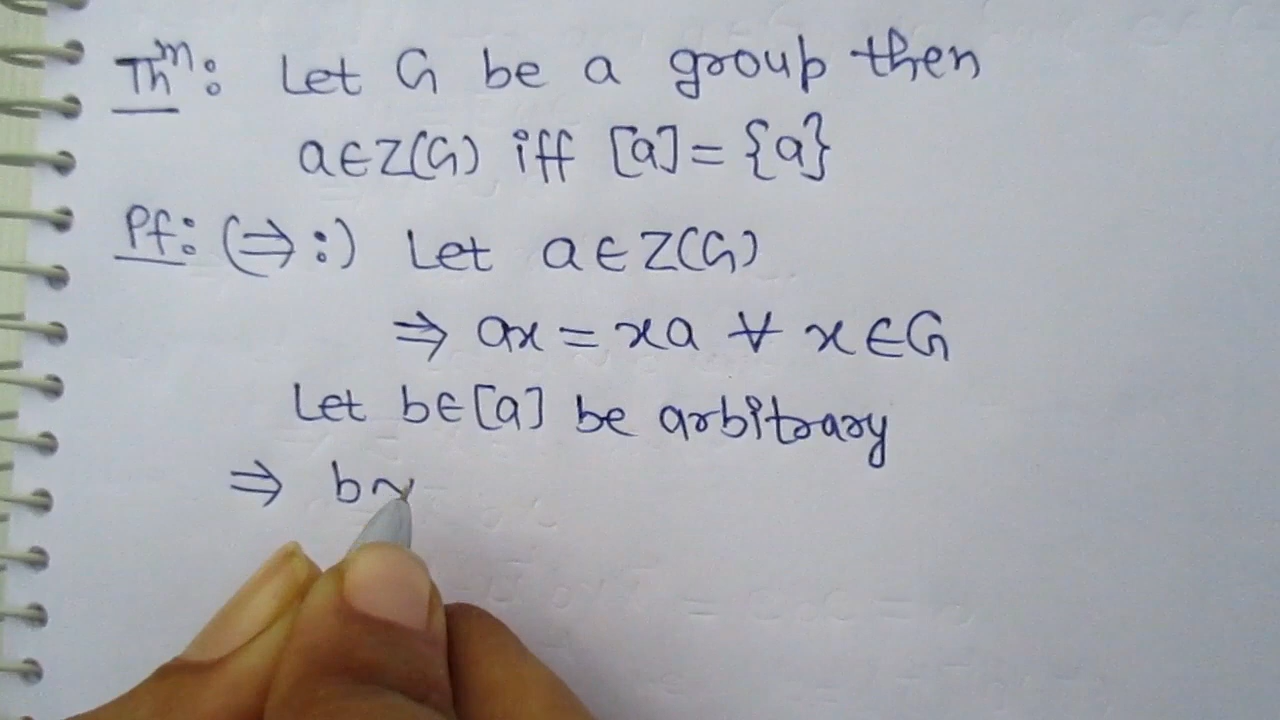 Thᵐ: Let G be a group then
a∈Z(G) iff [a]={a}
Pf: (⇒:) Let a∈Z(G)
⇒ ax = xa ∀ x∈G
Let b∈[a] be arbitrary
⇒ b~